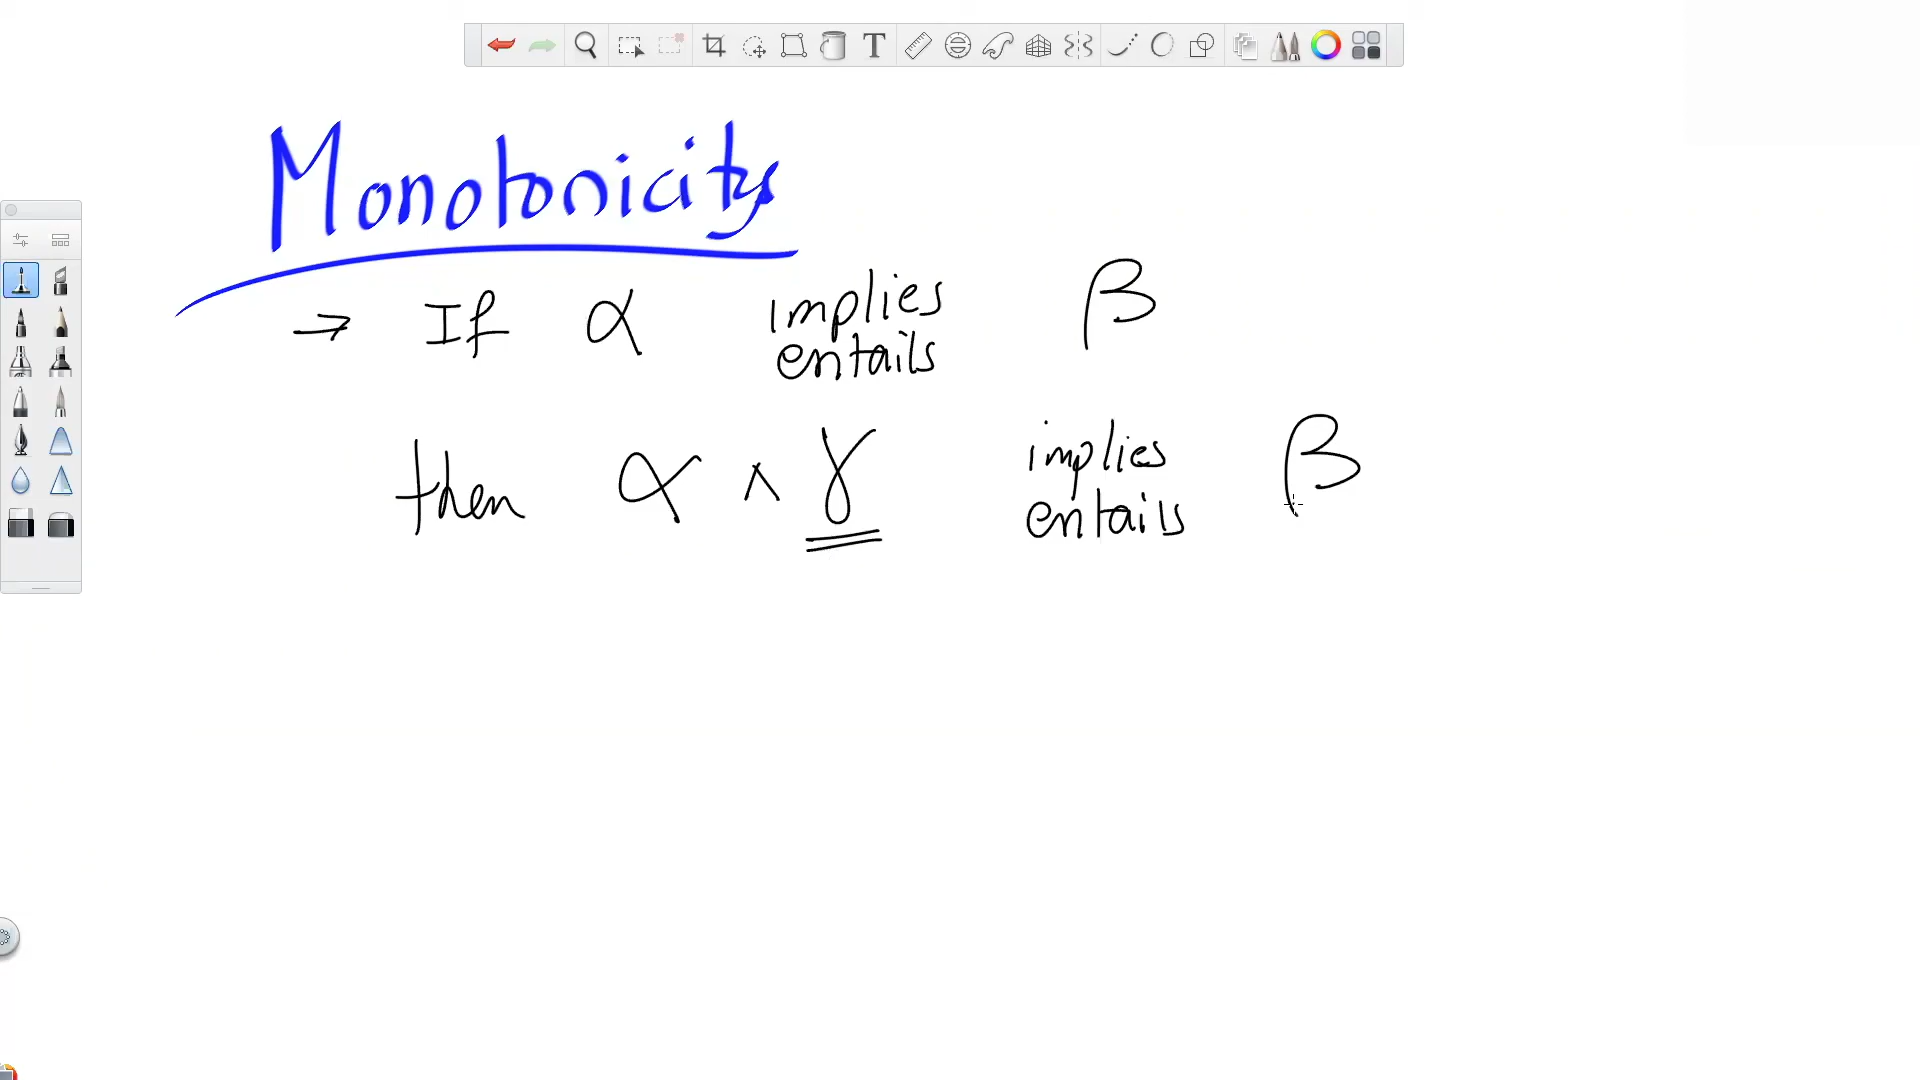 Monotonicity
→ If α implies entails β
then α ∧ γ implies entails β